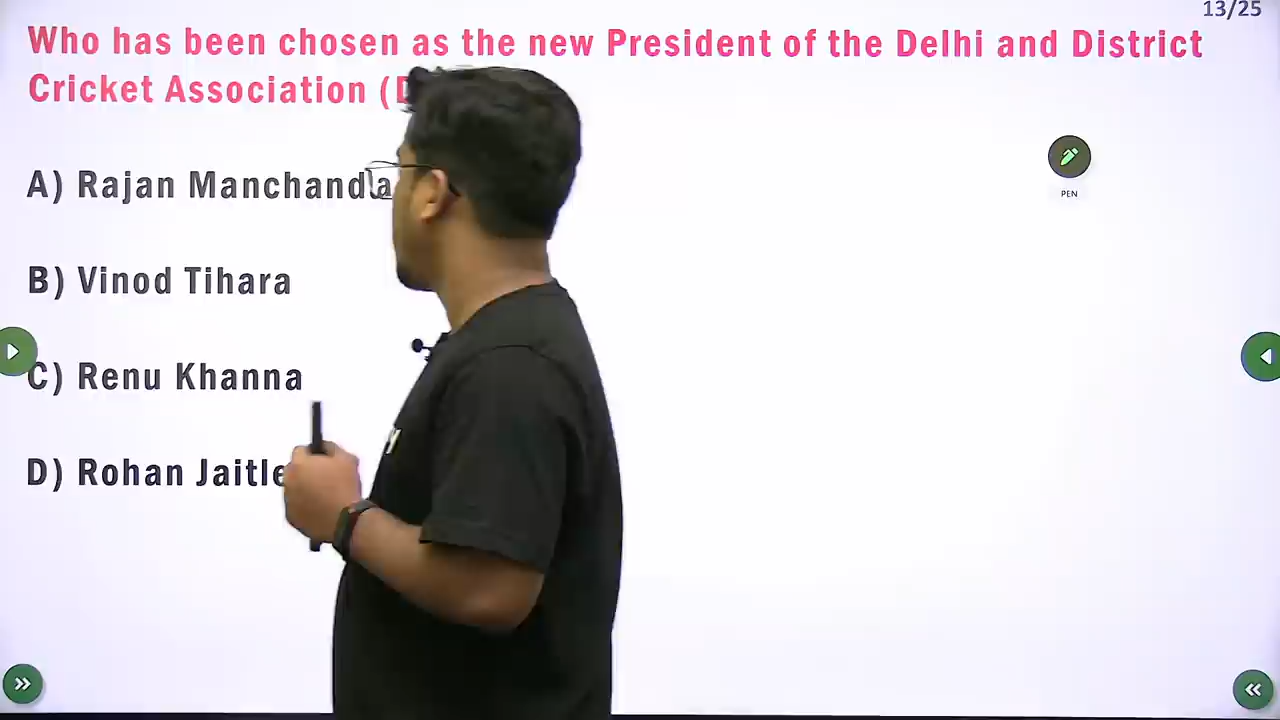 13/25
Who has been chosen as the new President of the Delhi and District
Cricket Association (
A) Rajan Manchanda
B) Vinod Tihara
C) Renu Khanna
D) Rohan
PEN